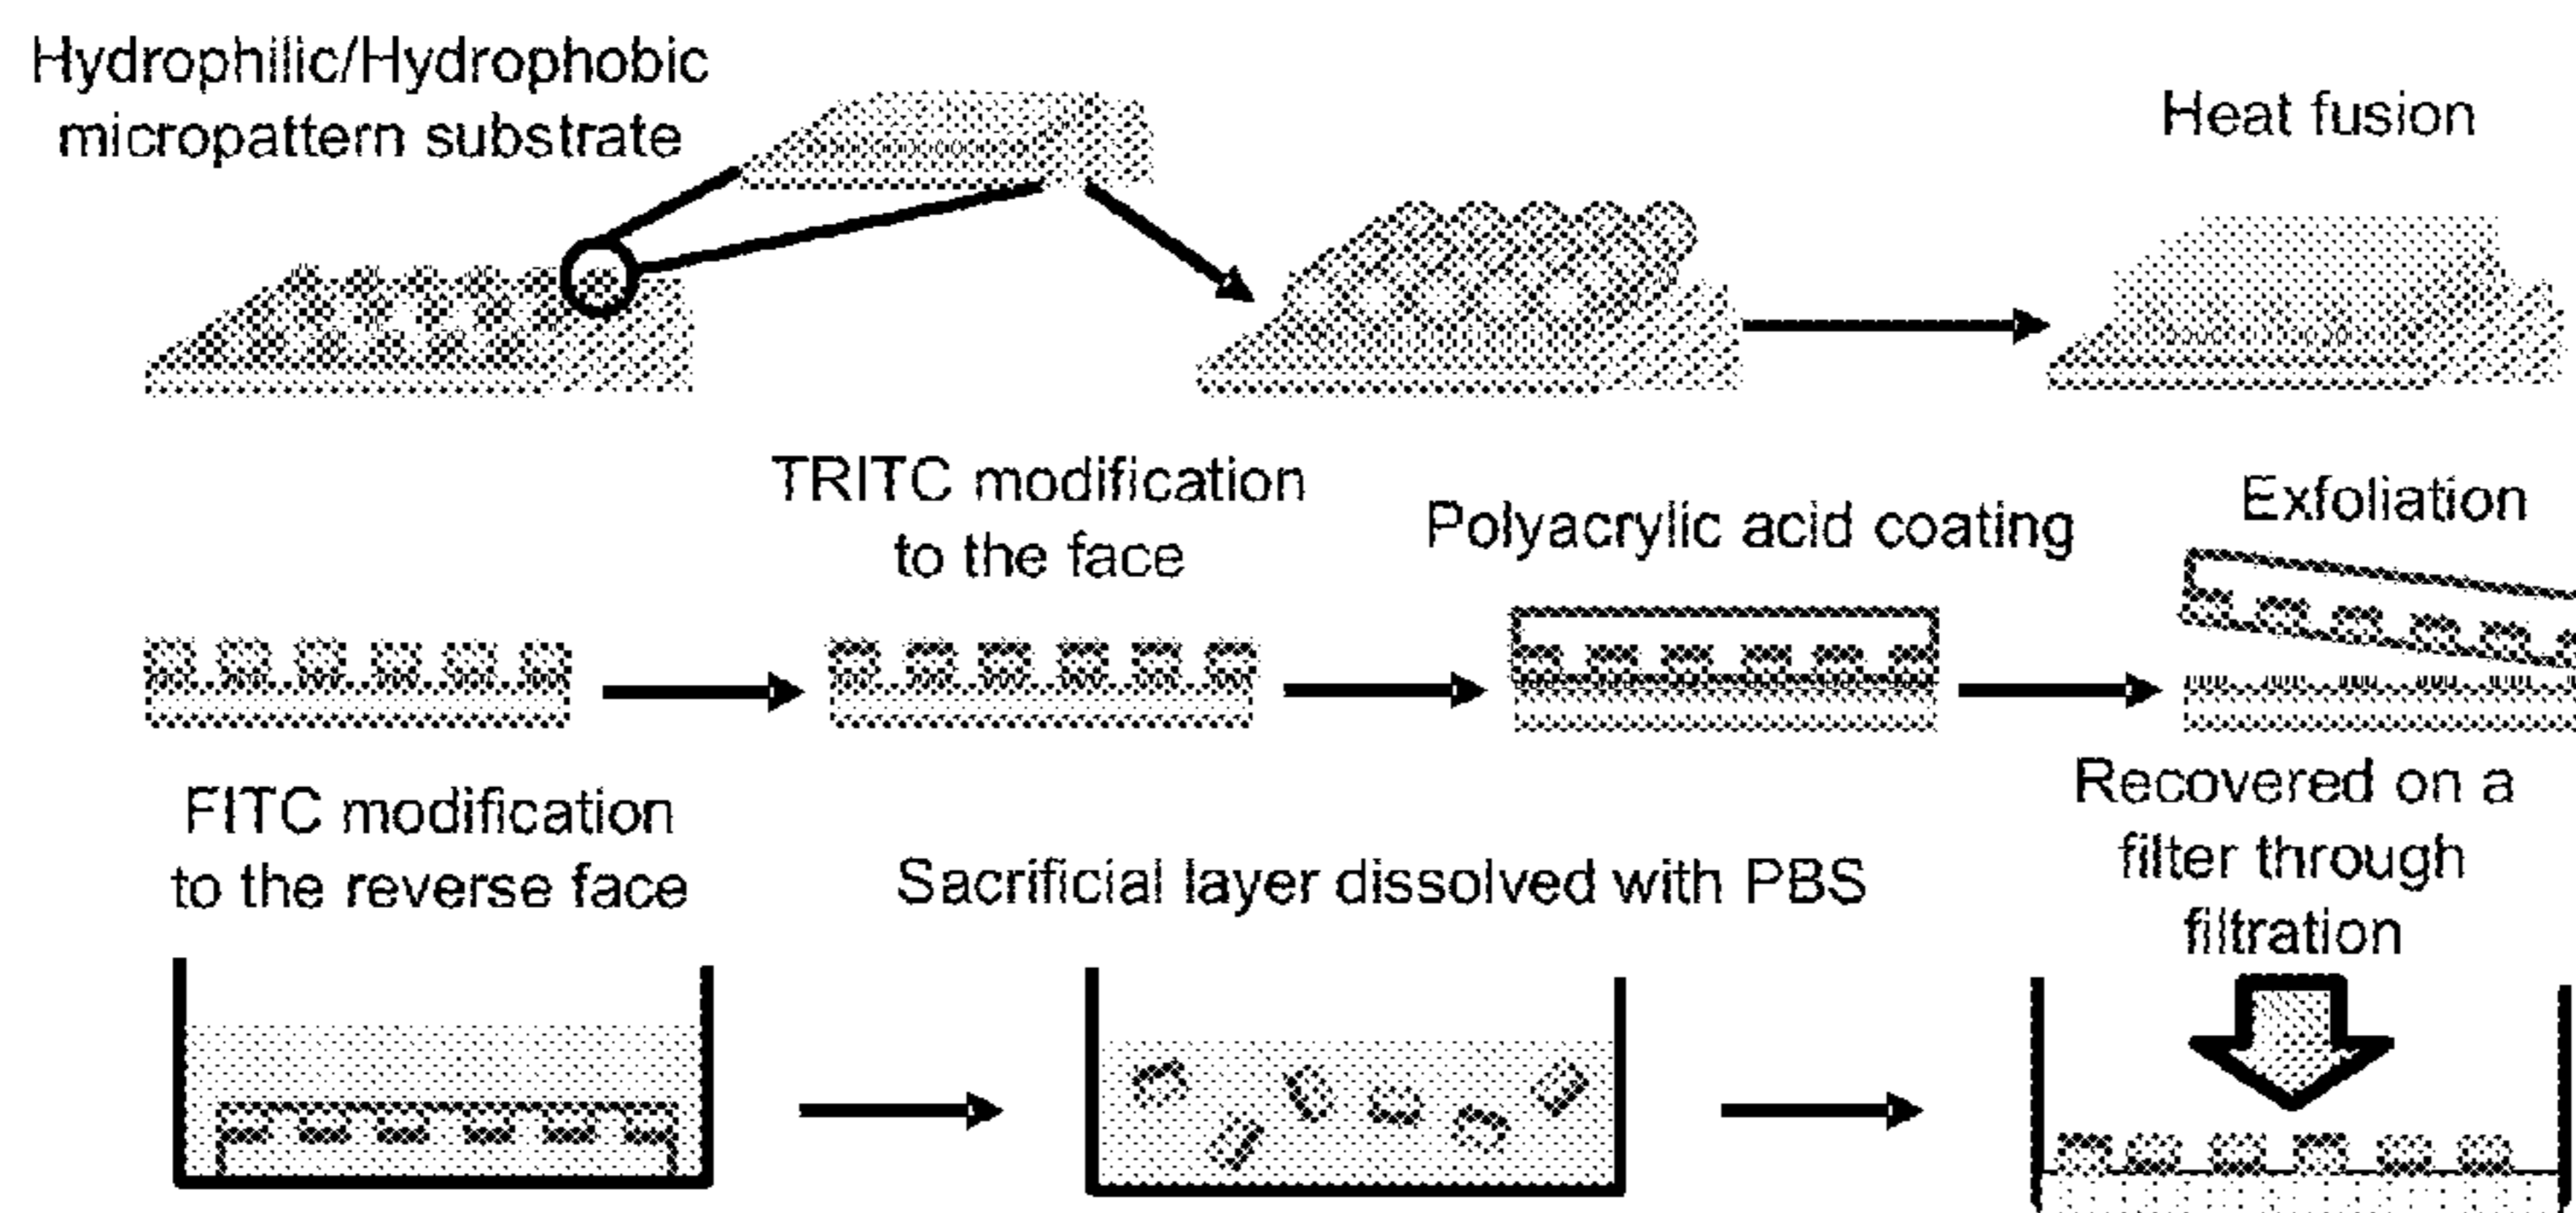 Hydrophilic/Hydrophobic
micropattern substrate
Heat fusion
TRITC modification
to the face
Polyacrylic acid coating
Exfoliation
FITC modification
to the reverse face
Sacrificial layer dissolved with PBS
Recovered on a
filter through
filtration